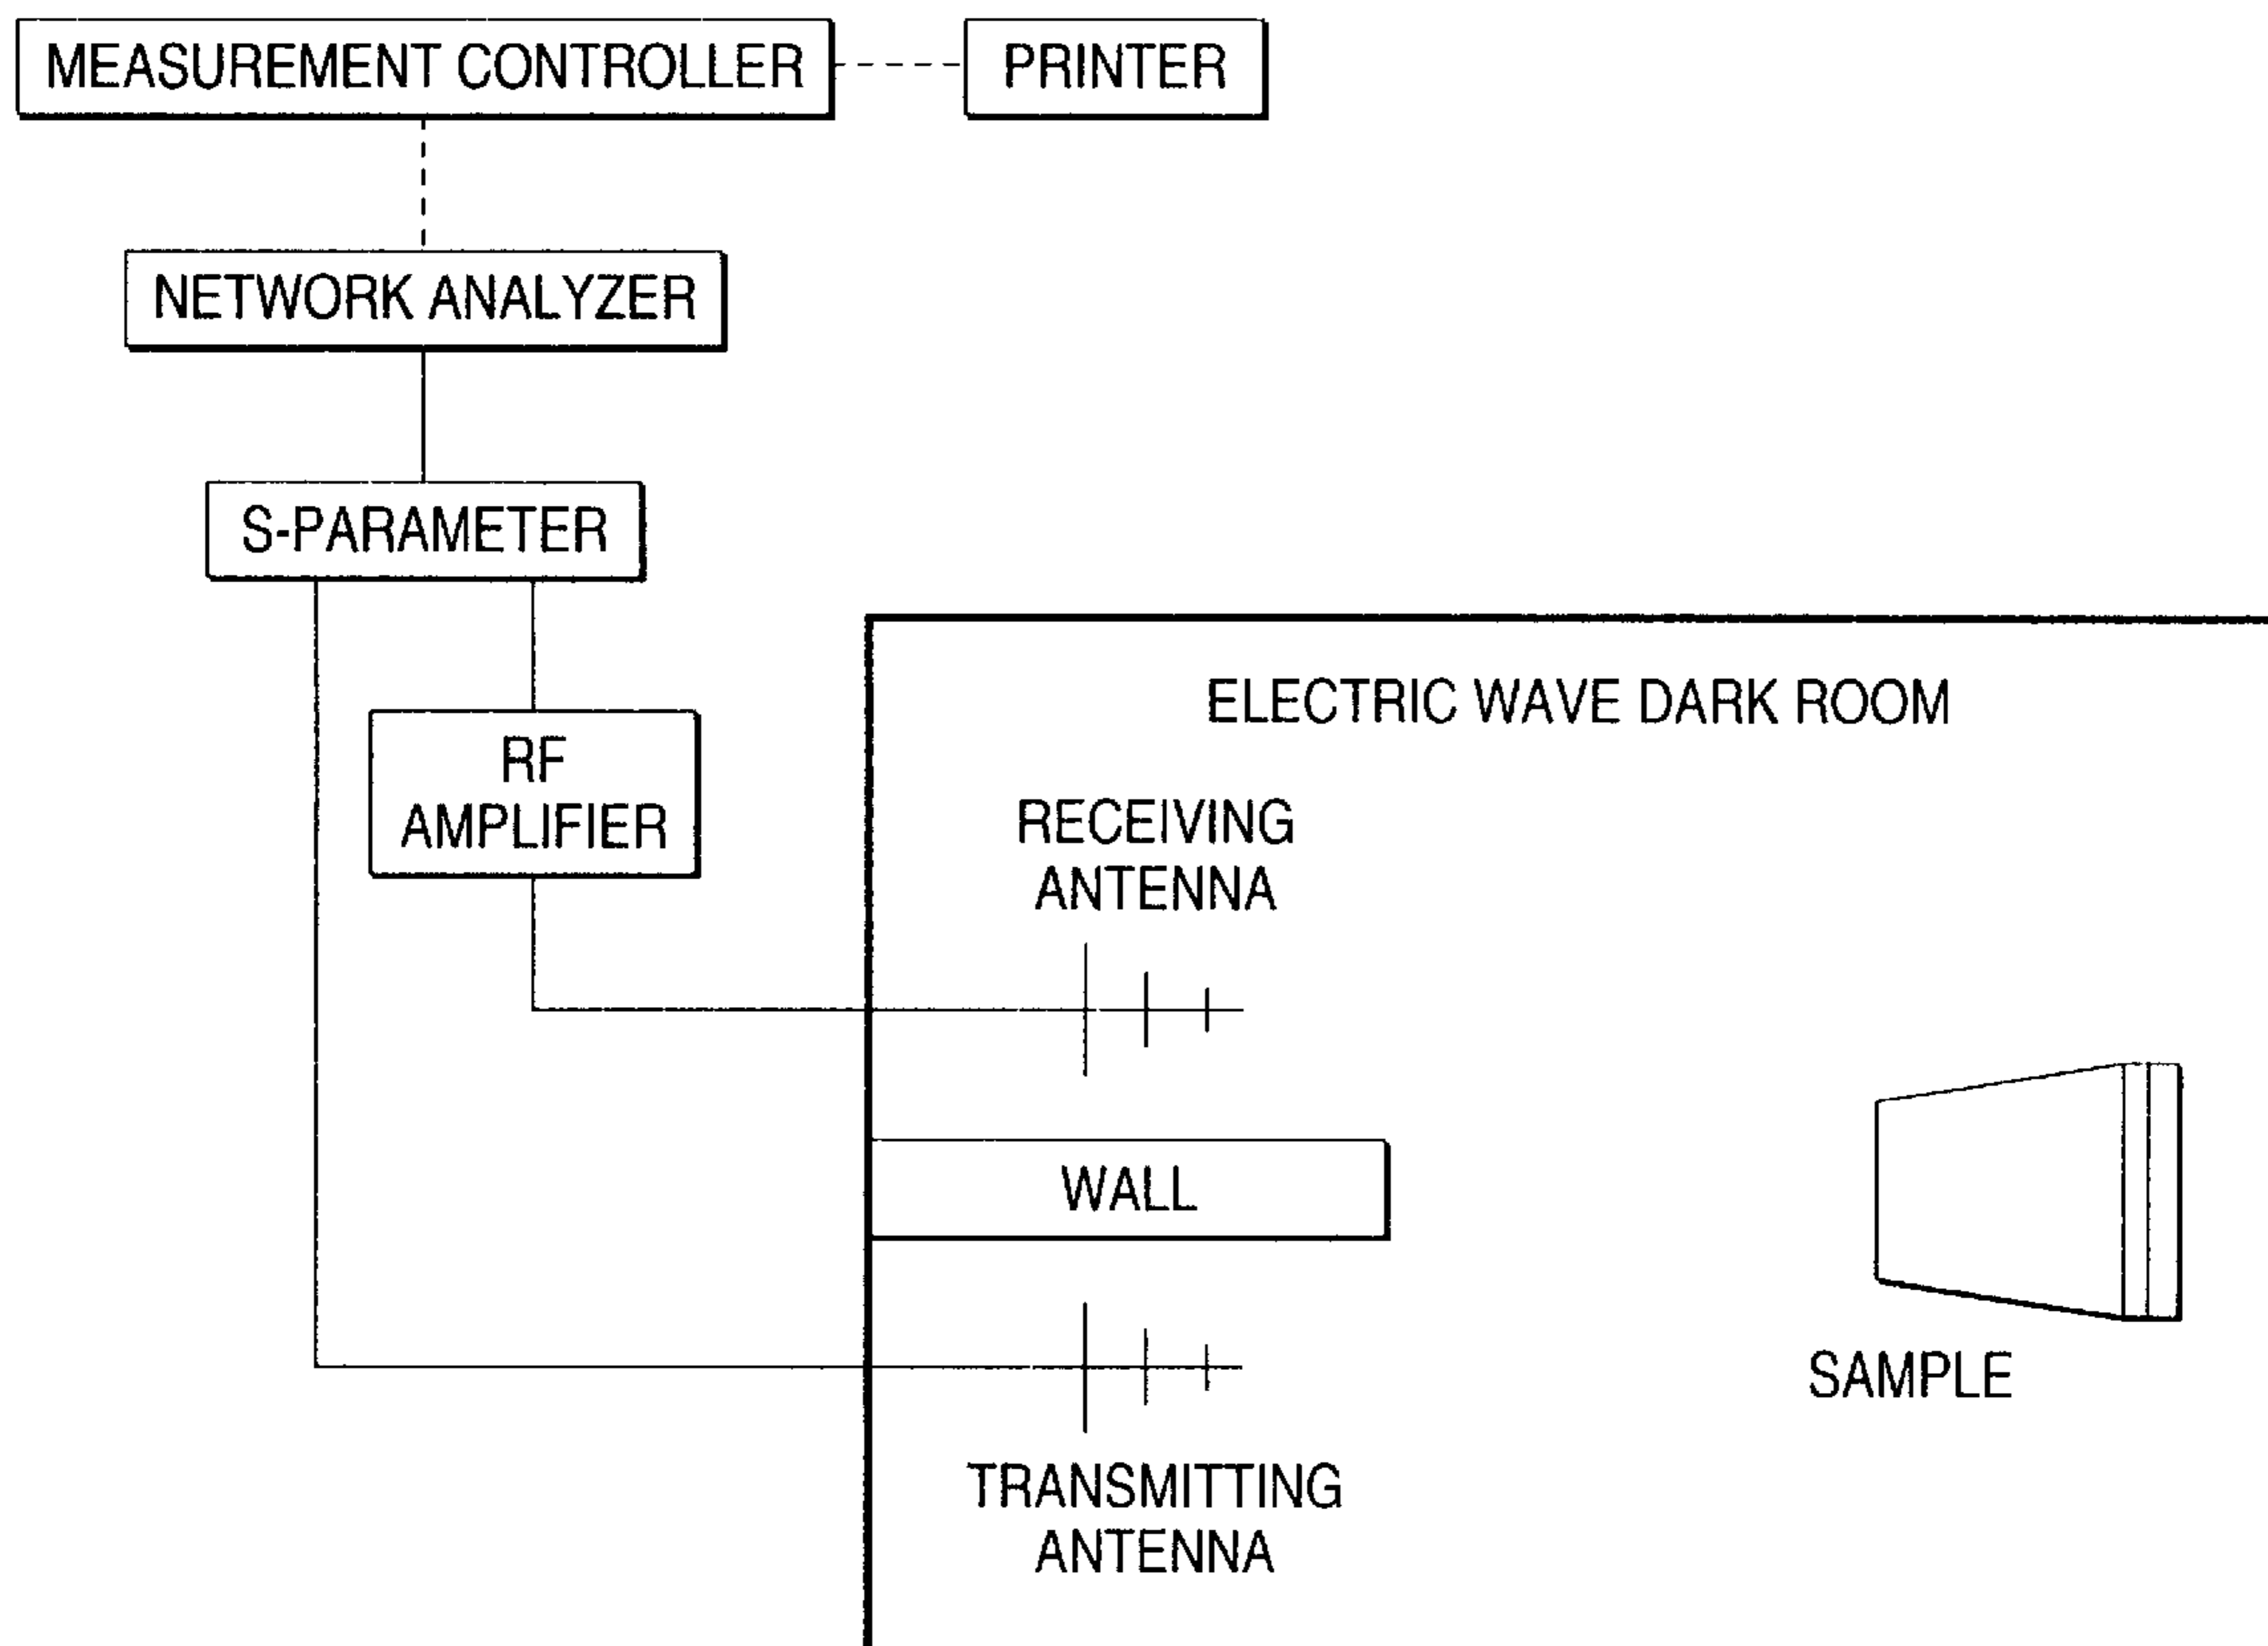 MEASUREMENT CONTROLLER
PRINTER
NETWORK ANALYZER
S-PARAMETER
RF
AMPLIFIER
ELECTRIC WAVE DARK ROOM
RECEIVING
ANTENNA
WALL
SAMPLE
TRANSMITTING
ANTENNA